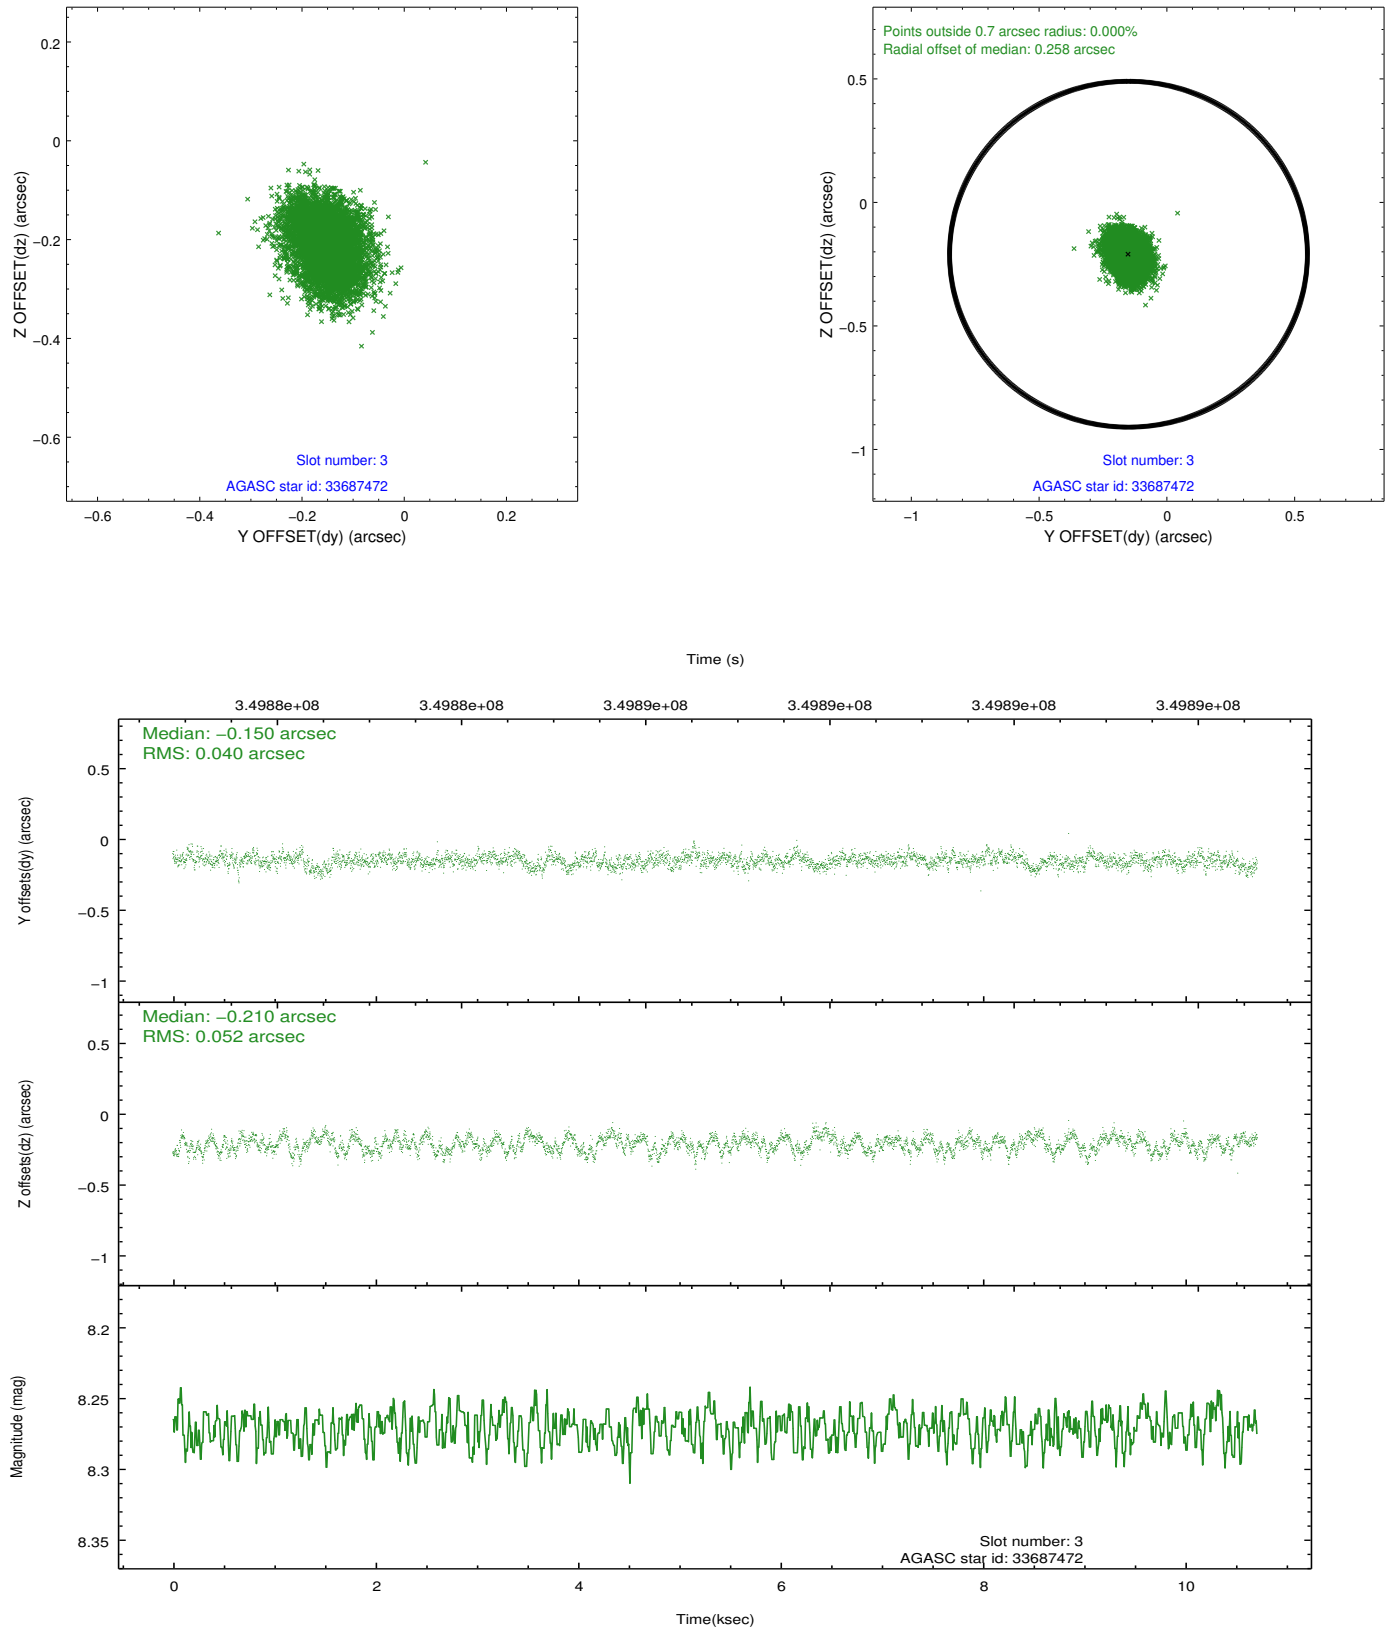 0.2
0
−0.2
−0.4
−0.6
Z OFFSET(dz) (arcsec)
Slot number: 3
AGASC star id: 33687472
−0.6
−0.4
−0.2
0
0.2
Y OFFSET(dy) (arcsec)
Points outside 0.7 arcsec radius: 0.000%
Radial offset of median: 0.258 arcsec
0.5
0
−0.5
−1
Z OFFSET(dz) (arcsec)
Slot number: 3
AGASC star id: 33687472
−1
−0.5
0
0.5
Y OFFSET(dy) (arcsec)
Time (s)
3.4988e+08
3.4988e+08
3.4989e+08
3.4989e+08
3.4989e+08
3.4989e+08
Median: −0.150 arcsec
RMS: 0.040 arcsec
0.5
0
−0.5
−1
Y offsets(dy) (arcsec)
Median: −0.210 arcsec
RMS: 0.052 arcsec
0.5
0
−0.5
−1
Z offsets(dz) (arcsec)
8.2
8.25
8.3
8.35
Magnitude (mag)
Slot number: 3
AGASC star id: 33687472
0
2
4
6
8
10
Time(ksec)